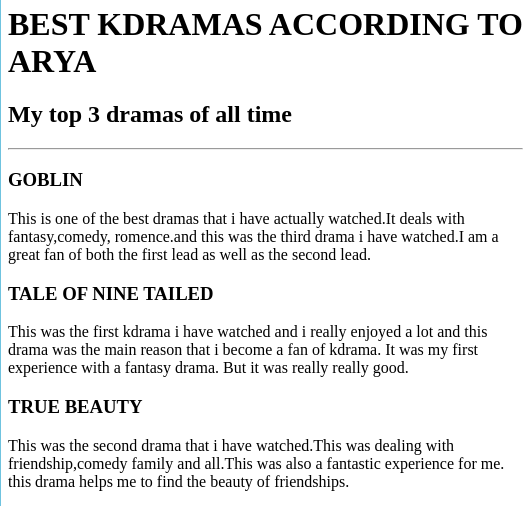 BEST KDRAMAS ACCORDING TO
ARYA
My top 3 dramas of all time
GOBLIN
This is one of the best dramas that i have actually watched.It deals with
fantasy,comedy, romence.and this was the third drama i have watched.I am a
great fan of both the first lead as well as the second lead.
TALE OF NINE TAILED
This was the first kdrama i have watched and i really enjoyed a lot and this
drama was the main reason that i become a fan of kdrama. It was my first
experience with a fantasy drama. But it was really really good.
TRUE BEAUTY
This was the second drama that i have watched.This was dealing with
friendship,comedy family and all.This was also a fantastic experience for me.
this drama helps me to find the beauty of friendships.